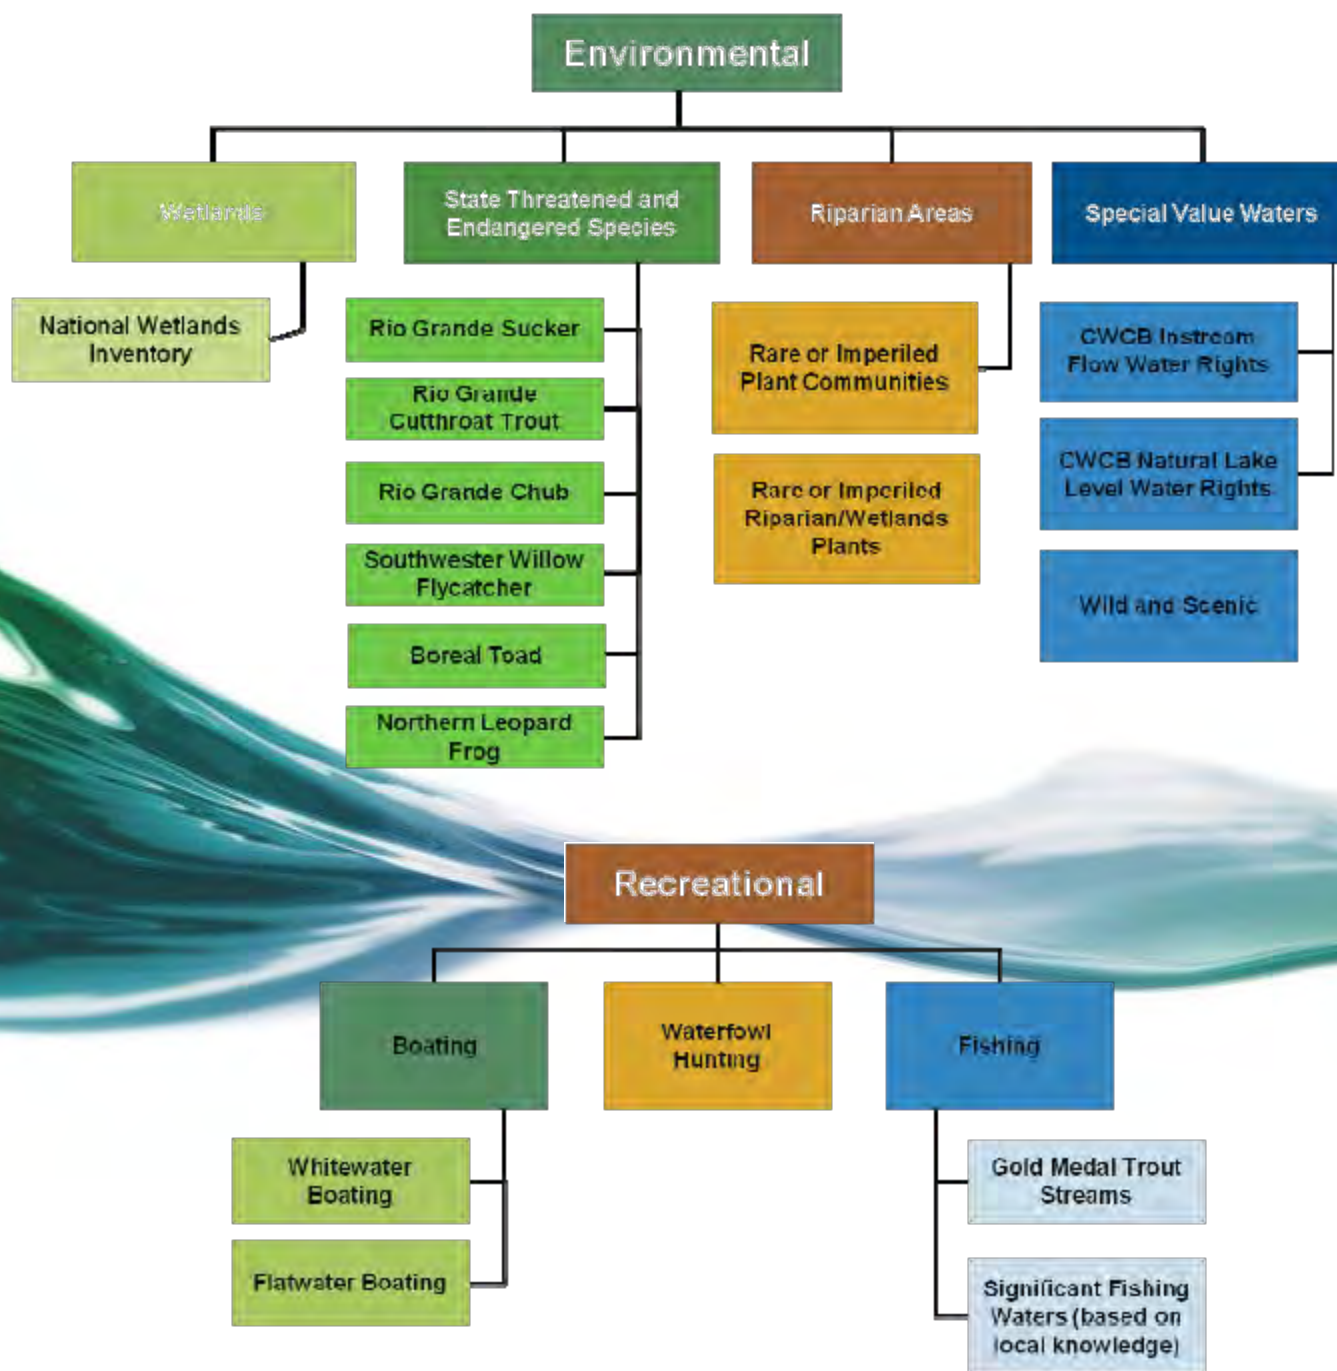 Environmental
Wetlands
State Threatened and
Endangered Species
Riparian Areas
Special Value Waters
National Wetlands
Inventory
Rio Grande Sucker
Rio Grande
Cutthroat Trout
Rio Grande Chub
Southwester Willow
Flycatcher
Boreal Toad
Northern Leopard
Frog
Rare or Imperiled
Plant Communities
Rare or Imperiled
Riparian/Wetlands
Plants
CWCB Instream
Flow Water Rights
CWCB Natural Lake
Level Water Rights
Wild and Scenic
Recreational
Boating
Waterfowl
Hunting
Fishing
Whitewater
Boating
Flatwater Boating
Gold Medal Trout
Streams
Significant Fishing
Waters (based on
local knowledge)